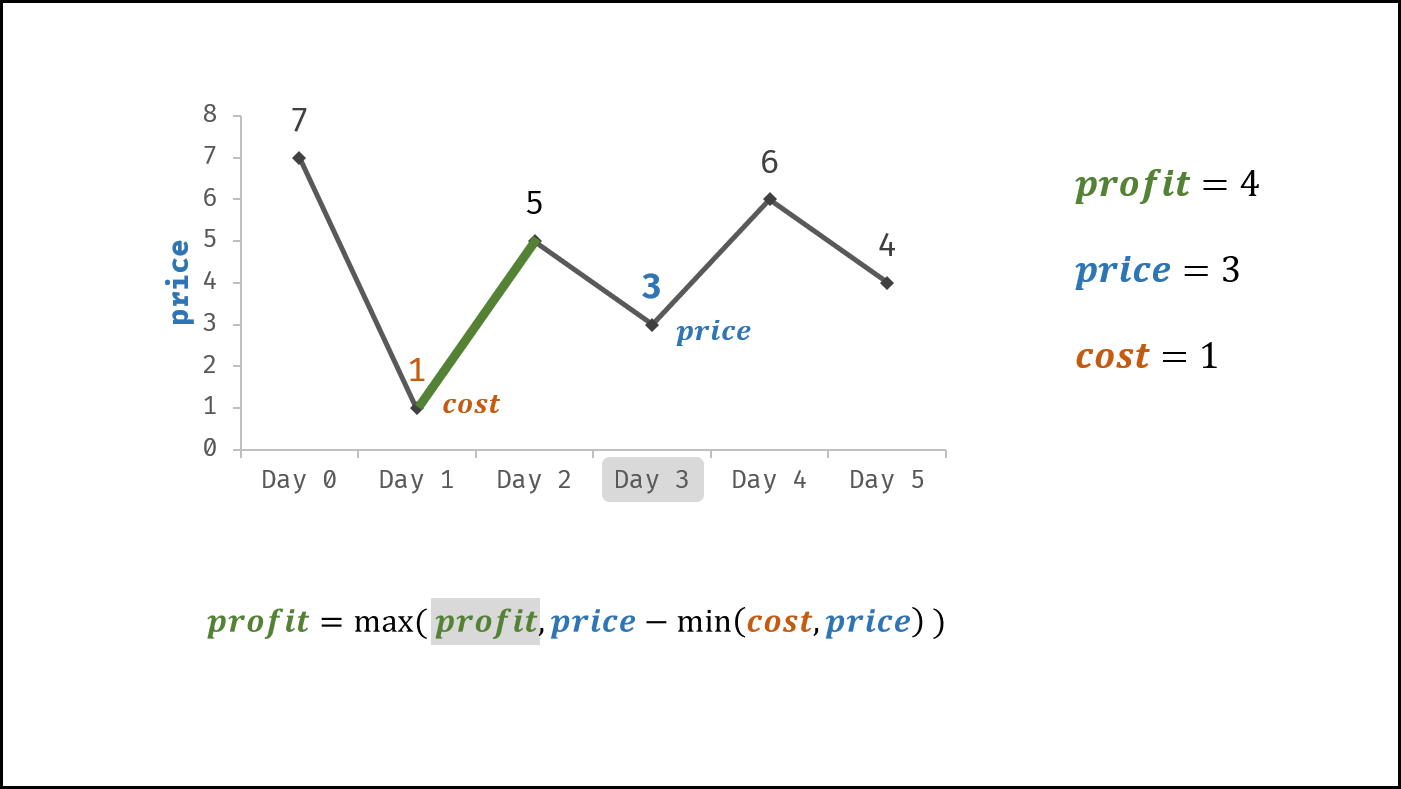 8
7
7
6
6
5
5
4
4
3
3
price
2
1
1
cost
0
price
Day 0
Day 1
Day 2
Day 3
Day 4
Day 5
profit = 4
price = 3
cost = 1
profit = max( profit, price − min(cost, price) )